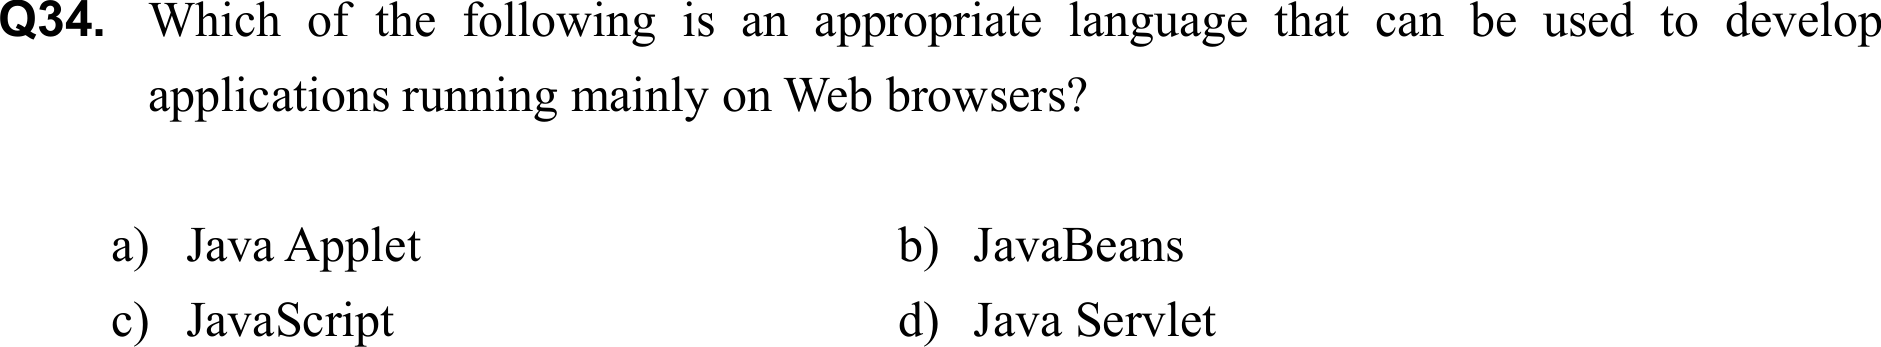 Q34. Which of the following is an appropriate language that can be used to develop
applications running mainly on Web browsers?
a) Java Applet b) JavaBeans
c) JavaScript d) Java Servlet